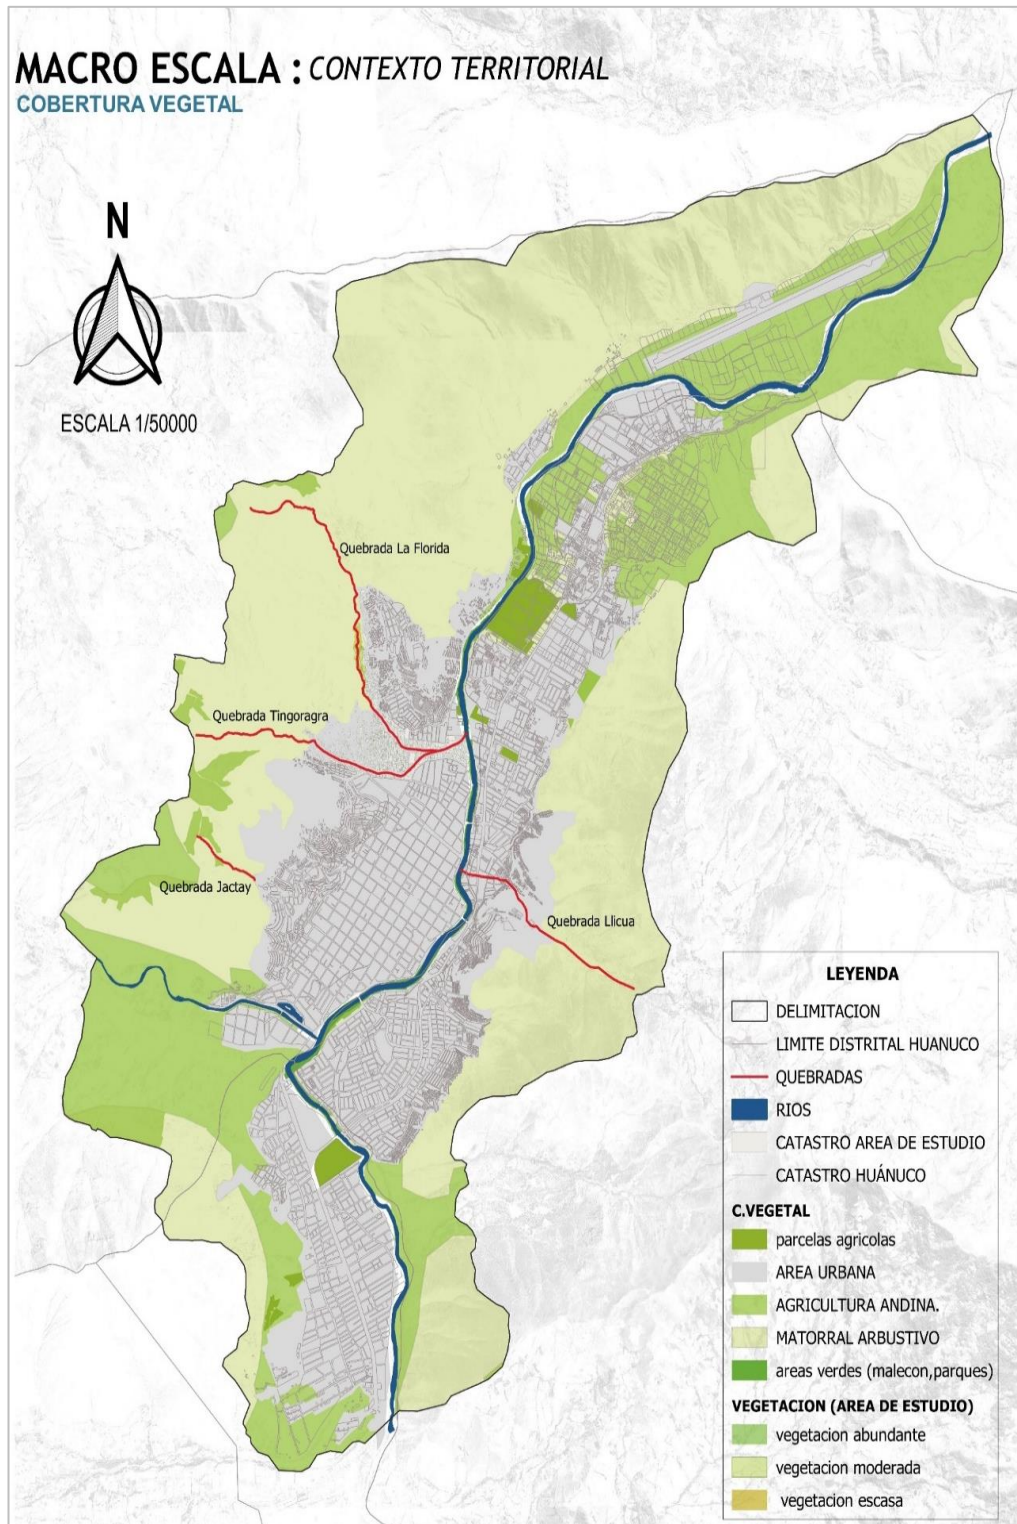 MACRO ESCALA : CONTEXTO TERRITORIAL
COBERTURA VEGETAL
N
ESCALA 1/50000
Quebrada La Florida
Quebrada Tingoragra
Quebrada Jactay
Quebrada Llicua
LEYENDA
DELIMITACION
LIMITE DISTRITAL HUANUCO
QUEBRADAS
RIOS
CATASTRO AREA DE ESTUDIO
CATASTRO HUÁNUCO
C.VEGETAL
parcelas agricolas
AREA URBANA
AGRICULTURA ANDINA.
MATORRAL ARBUSTIVO
areas verdes (malecon,parques)
VEGETACION (AREA DE ESTUDIO)
vegetacion abundante
vegetacion moderada
vegetacion escasa